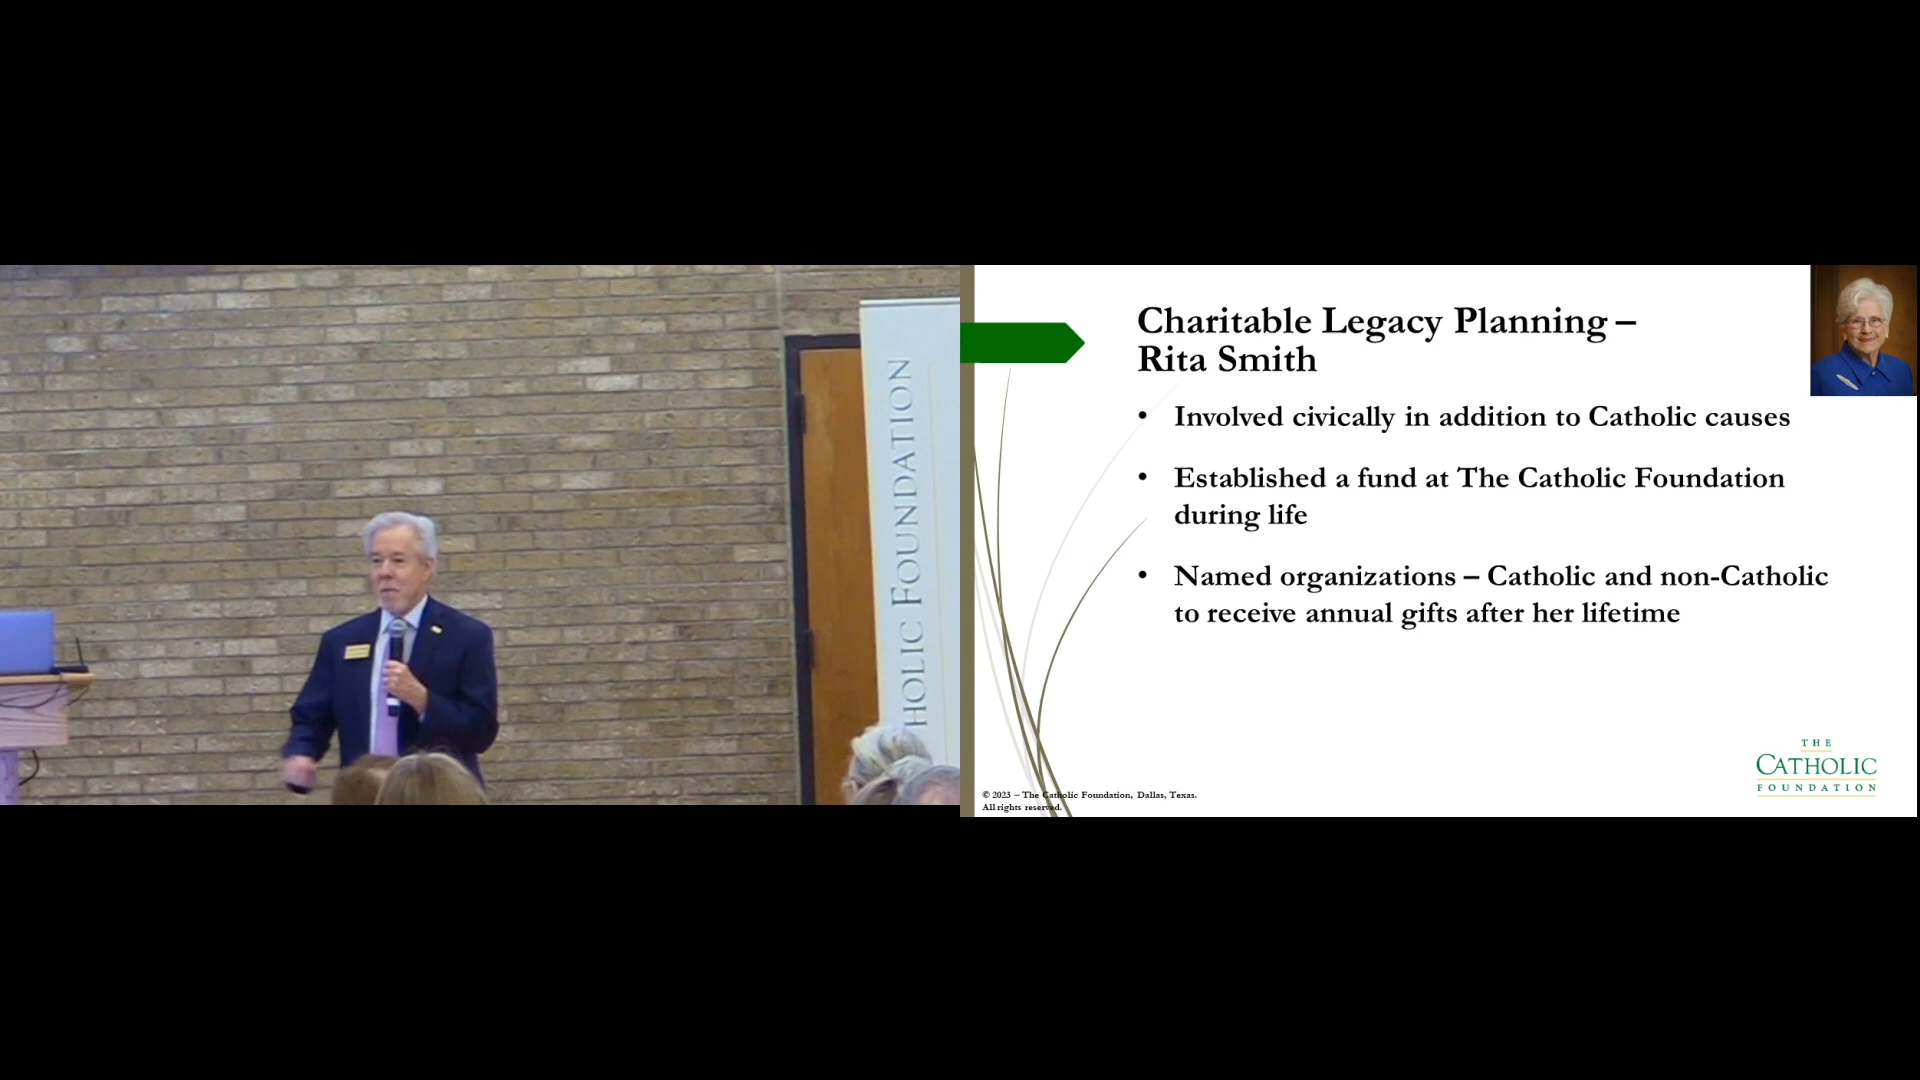 HOLIC FOUNDATION
Charitable Legacy Planning –
Rita Smith
• Involved civically in addition to Catholic causes
• Established a fund at The Catholic Foundation
during life
• Named organizations – Catholic and non-Catholic
to receive annual gifts after her lifetime
THE
CATHOLIC
FOUNDATION
© 2023 – The Catholic Foundation, Dallas, Texas.
All rights reserved.